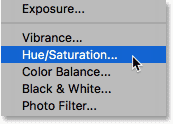 Exposure...
Vibrance...
Hue/Saturation...
Color Balance...
Black & White...
Photo Filter...